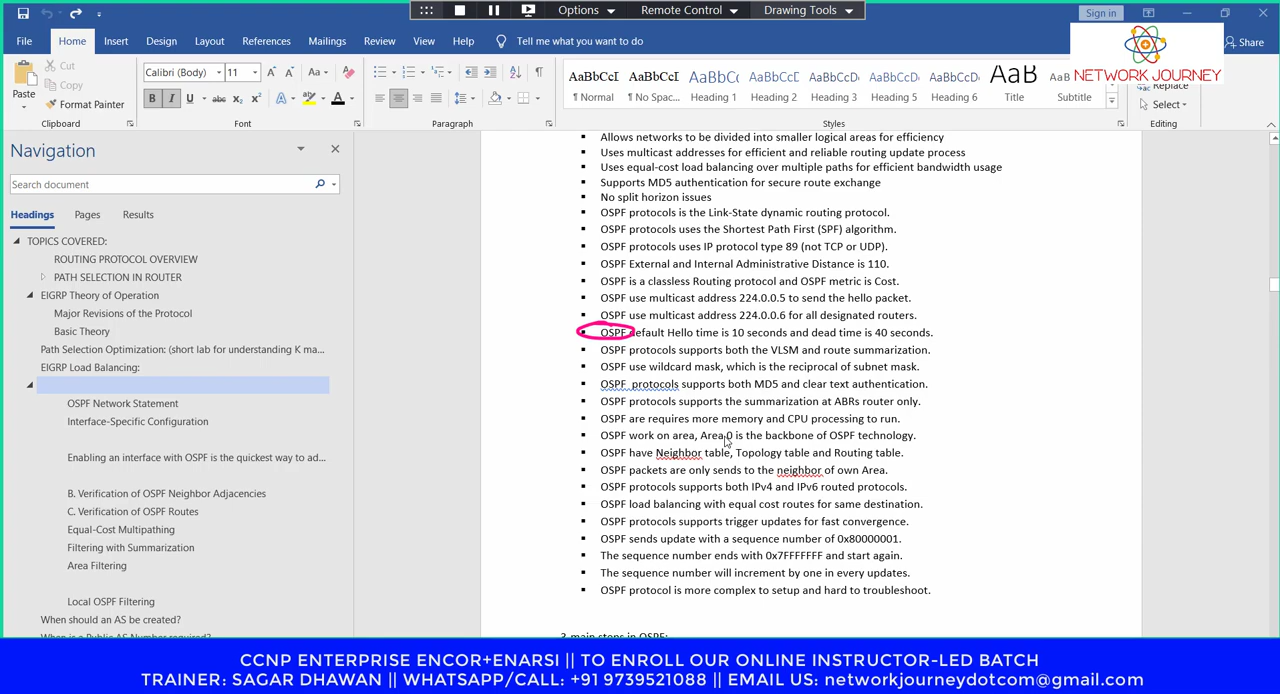 Options
Remote Control
Drawing Tools
Sign in
File
Home
Insert
Design
Layout
References
Mailings
Review
View
Help
Tell me what you want to do
Share
NETWORK JOURNEY
Paste
Cut
Copy
Format Painter
Clipboard
Calibri (Body)
11
Font
Paragraph
AaBbCcI
¶ Normal
AaBbCcI
¶ No Spac...
AaBbCc
Heading 1
AaBbCcD
Heading 2
AaBbCcD
Heading 3
AaBbCcD
Heading 5
AaBbCcD
Heading 6
AaB
Title
Subtitle
Styles
Replace
Select
Editing
Navigation
Search document
Headings
Pages
Results
TOPICS COVERED:
ROUTING PROTOCOL OVERVIEW
PATH SELECTION IN ROUTER
EIGRP Theory of Operation
Major Revisions of the Protocol
Basic Theory
Path Selection Optimization: (short lab for understanding K ma...
EIGRP Load Balancing:
OSPF Network Statement
Interface-Specific Configuration
Enabling an interface with OSPF is the quickest way to ad...
B. Verification of OSPF Neighbor Adjacencies
C. Verification of OSPF Routes
Equal-Cost Multipathing
Filtering with Summarization
Area Filtering
Local OSPF Filtering
When should an AS be created?
When is a Public AS Number required?
Allows networks to be divided into smaller logical areas for efficiency
Uses multicast addresses for efficient and reliable routing update process
Uses equal-cost load balancing over multiple paths for efficient bandwidth usage
Supports MD5 authentication for secure route exchange
No split horizon issues
OSPF protocols is the Link-State dynamic routing protocol.
OSPF protocols uses the Shortest Path First (SPF) algorithm.
OSPF protocols uses IP protocol type 89 (not TCP or UDP).
OSPF External and Internal Administrative Distance is 110.
OSPF is a classless Routing protocol and OSPF metric is Cost.
OSPF use multicast address 224.0.0.5 to send the hello packet.
OSPF use multicast address 224.0.0.6 for all designated routers.
OSPF default Hello time is 10 seconds and dead time is 40 seconds.
OSPF protocols supports both the VLSM and route summarization.
OSPF use wildcard mask, which is the reciprocal of subnet mask.
OSPF  protocols supports both MD5 and clear text authentication.
OSPF protocols supports the summarization at ABRs router only.
OSPF are requires more memory and CPU processing to run.
OSPF work on area, Area 0 is the backbone of OSPF technology.
OSPF have Neighbor table, Topology table and Routing table.
OSPF packets are only sends to the neighbor of own Area.
OSPF protocols supports both IPv4 and IPv6 routed protocols.
OSPF load balancing with equal cost routes for same destination.
OSPF protocols supports trigger updates for fast convergence.
OSPF sends update with a sequence number of 0x80000001.
The sequence number ends with 0x7FFFFFFF and start again.
The sequence number will increment by one in every updates.
OSPF protocol is more complex to setup and hard to troubleshoot.
3 main steps in OSPF:
CCNP ENTERPRISE ENCOR+ENARSI || TO ENROLL OUR ONLINE INSTRUCTOR-LED BATCH
TRAINER: SAGAR DHAWAN || WHATSAPP/CALL: +91 9739521088 || EMAIL US: networkjourneydotcom@gmail.com